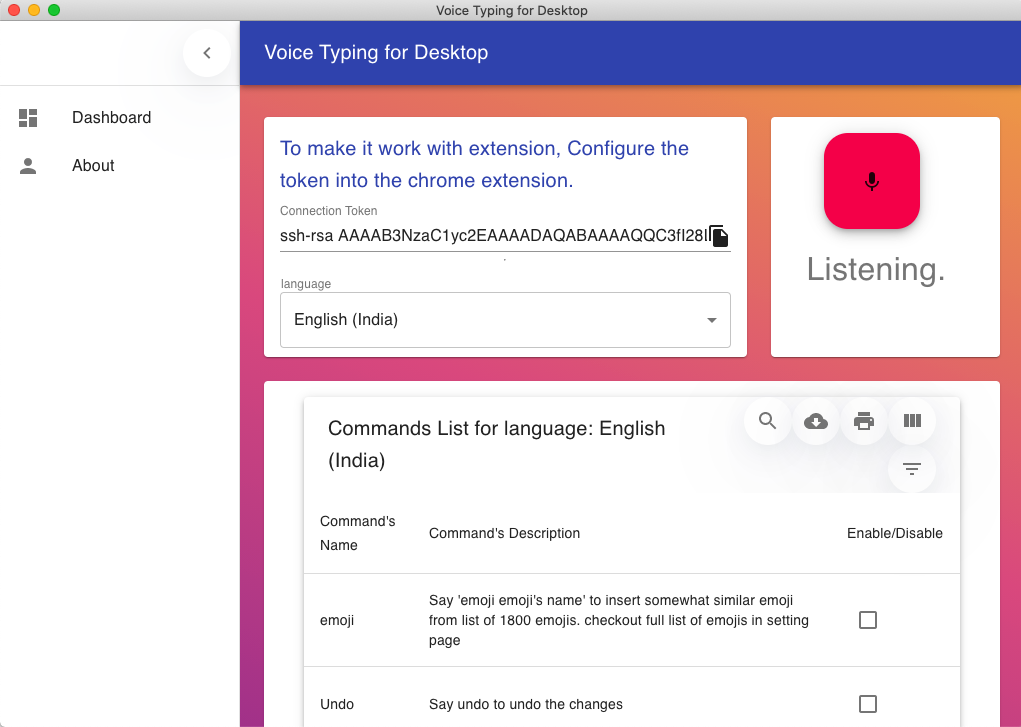 Voice Typing for Desktop
Voice Typing for Desktop
Dashboard
About
To make it work with extension, Configure the
token into the chrome extension.
Connection Token
ssh-rsa AAAAB3NzaC1yc2EAAAADAQABAAAAQQC3fI28I
language
English (India)
Listening.
Commands List for language: English
(India)
Command's
Name
Command's Description
Enable/Disable
emoji
Say 'emoji emoji's name' to insert somewhat similar emoji
from list of 1800 emojis. checkout full list of emojis in setting
page
Undo
Say undo to undo the changes